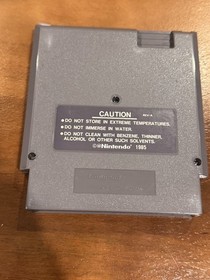 CAUTION
• DO NOT STORE IN EXTREME TEMPERATURES.
• DO NOT IMMERSE IN WATER.
• DO NOT CLEAN WITH BENZENE, THINNER,
ALCOHOL OR OTHER SUCH SOLVENTS.
©®Nintendo® 1985